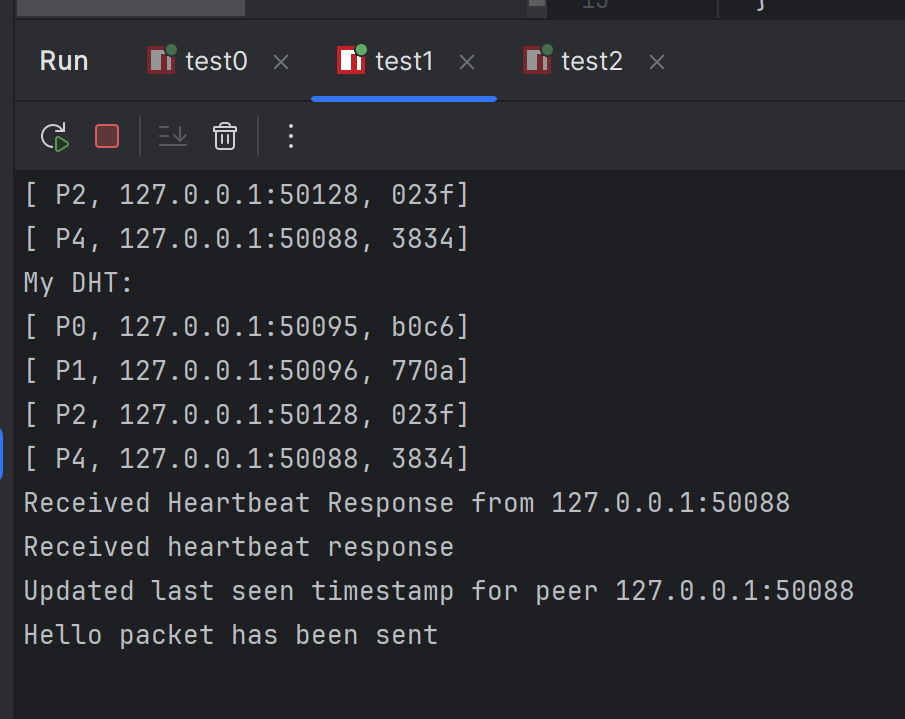 Run test0 test1 test2
[ P2, 127.0.0.1:50128, 023f]
[ P4, 127.0.0.1:50088, 3834]
My DHT:
[ P0, 127.0.0.1:50095, b0c6]
[ P1, 127.0.0.1:50096, 770a]
[ P2, 127.0.0.1:50128, 023f]
[ P4, 127.0.0.1:50088, 3834]
Received Heartbeat Response from 127.0.0.1:50088
Received heartbeat response
Updated last seen timestamp for peer 127.0.0.1:50088
Hello packet has been sent